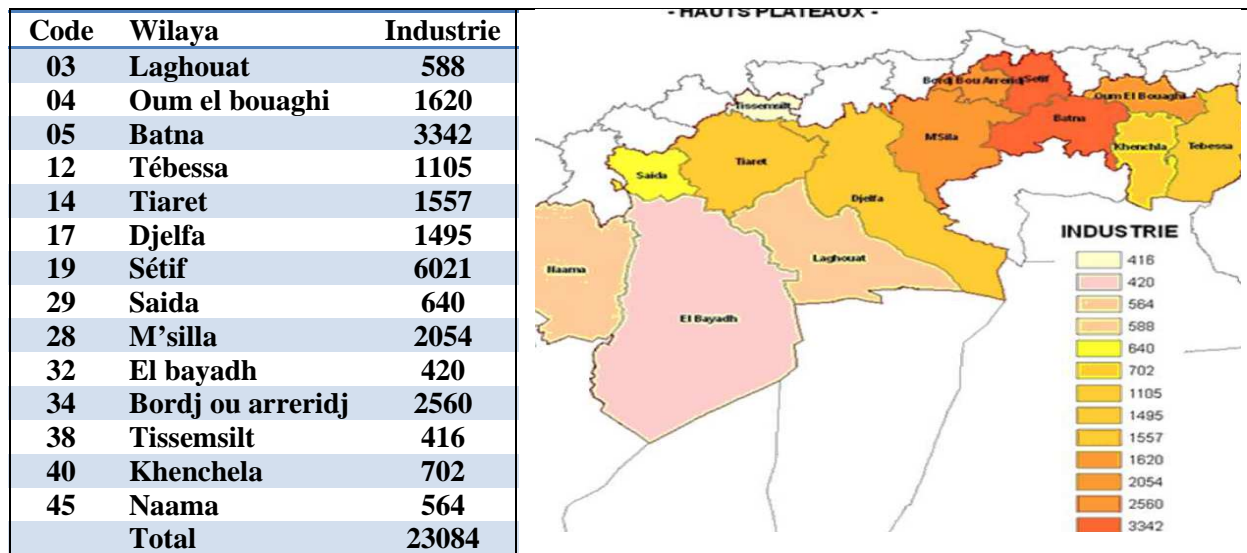 Code Wilaya Industrie
03 Laghouat 588
04 Oum el bouaghi 1620
05 Batna 3342
12 Tébessa 1105
14 Tiaret 1557
17 Djelfa 1495
19 Sétif 6021
29 Saida 640
28 M’silla 2054
32 El bayadh 420
34 Bordj ou arreridj 2560
38 Tissemsilt 416
40 Khenchela 702
45 Naama 564
Total 23084
- HAUTS PLATEAUX -
Bordj Bou Arreridj
Setif
Tissemsilt
Oum El Bouaghi
Batna
M'Sila
Khenchla
Tebessa
Tiaret
Saida
Djelfa
Laghouat
Naama
El Bayadh
INDUSTRIE
416
420
564
588
640
702
1105
1495
1557
1620
2054
2560
3342